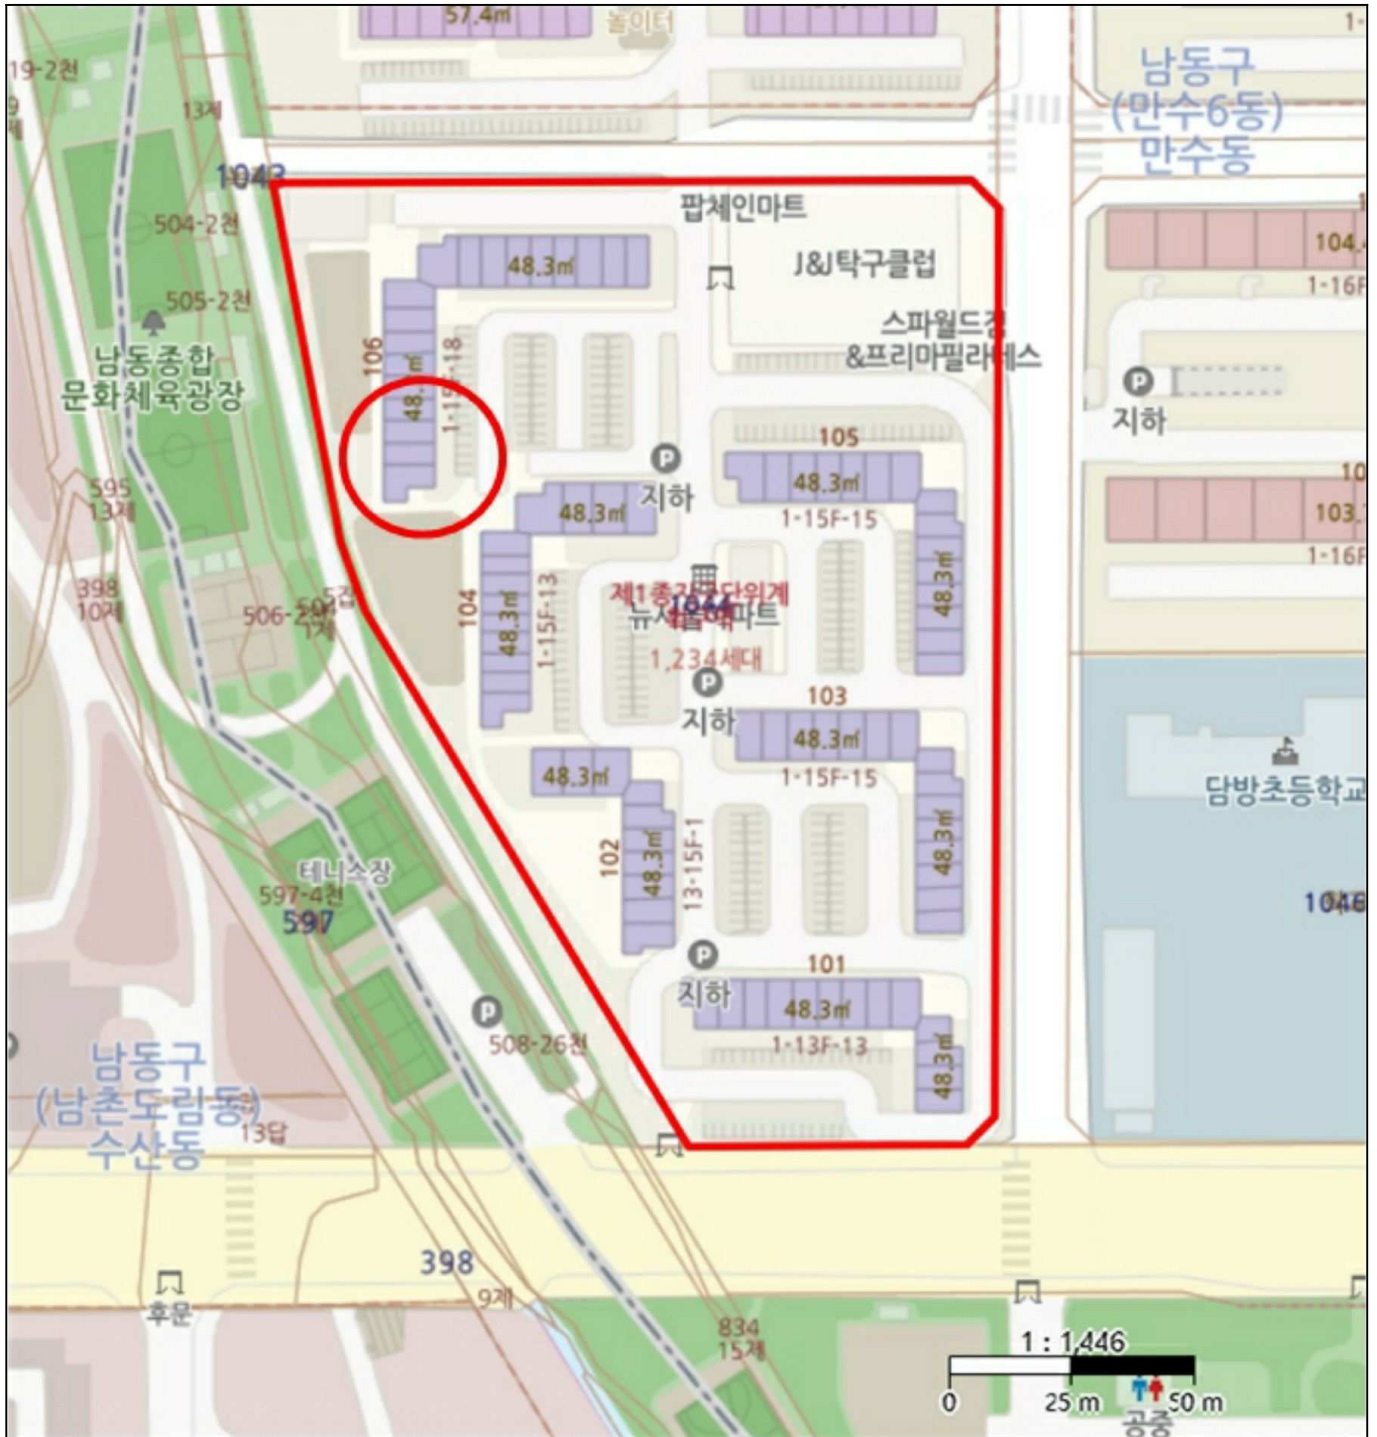 57.4㎡
놀이터
19-2천
13제
남동구
(만수6동)
만수동
504-2천
팝체인마트
J&J탁구클럽
48.3㎡
104.
1-16F
505-2천
스파월드점
&프리마필라테스
남동종합
문화체육광장
106
P
지하
P
지하
105
48.3㎡
1-15F-15
48.3㎡
10
103.
1-16F
595
13제
398
10제
104
48.3㎡
1-15F-13
48.3㎡
1,234세대
P
지하
103
48.3㎡
1-15F-15
담방초등학교
48.3㎡
102
48.3㎡
13-15F-1
48.3㎡
테니스장
597-4천
597
P
지하
101
48.3㎡
1-13F-13
48.3㎡
P
508-26천
남동구
(남촌도림동)
수산동
13답
398
9제
후문
834
15제
1 : 1,446
0
25 m
50 m
공중